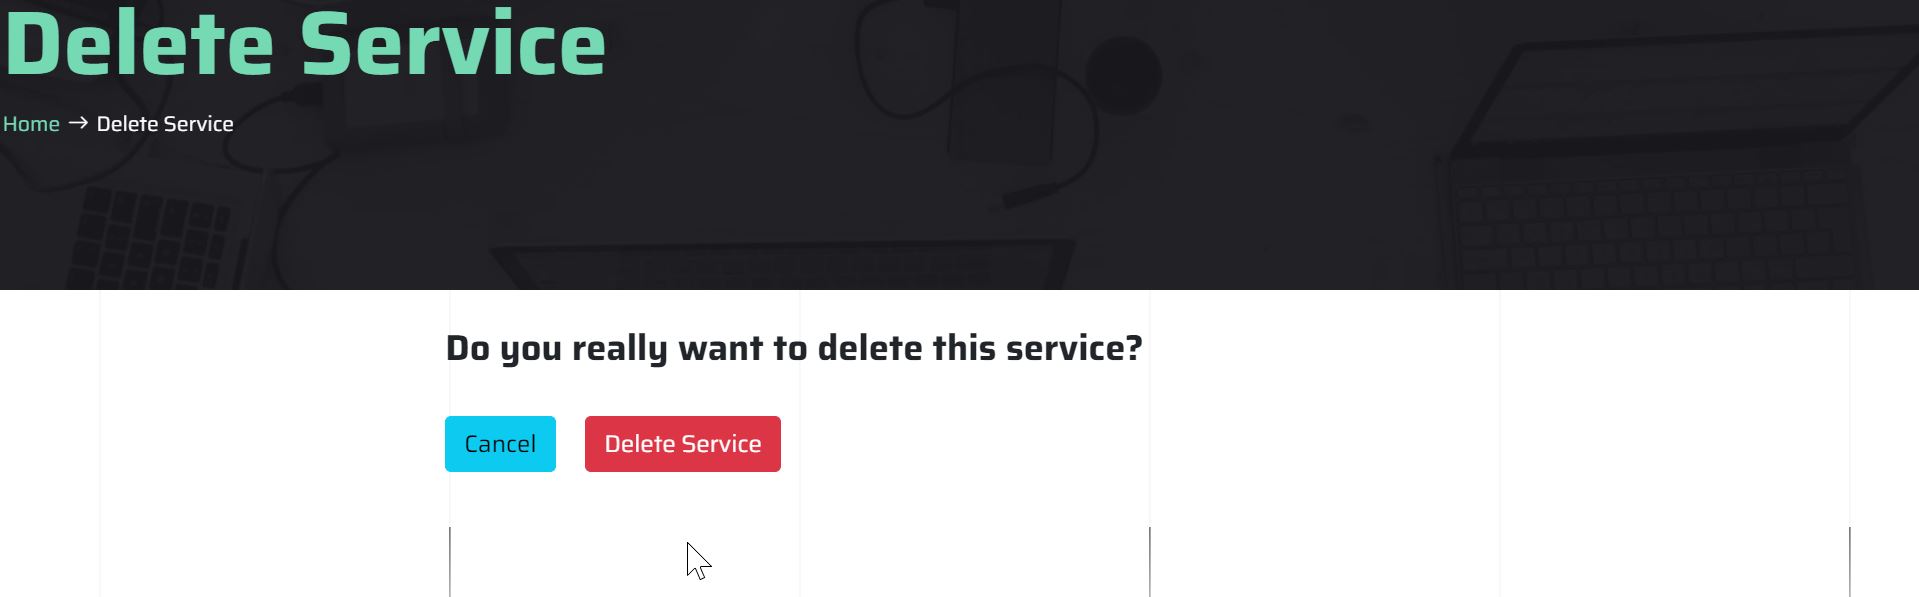 Delete Service
Home → Delete Service
Do you really want to delete this service?
Cancel Delete Service